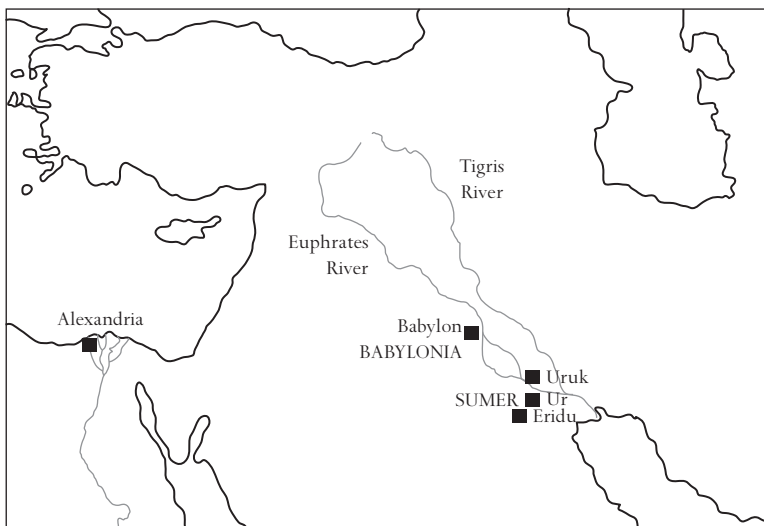 Tigris
River
Euphrates
River
Alexandria
Babylon
BABYLONIA
Uruk
SUMER
Ur
Eridu